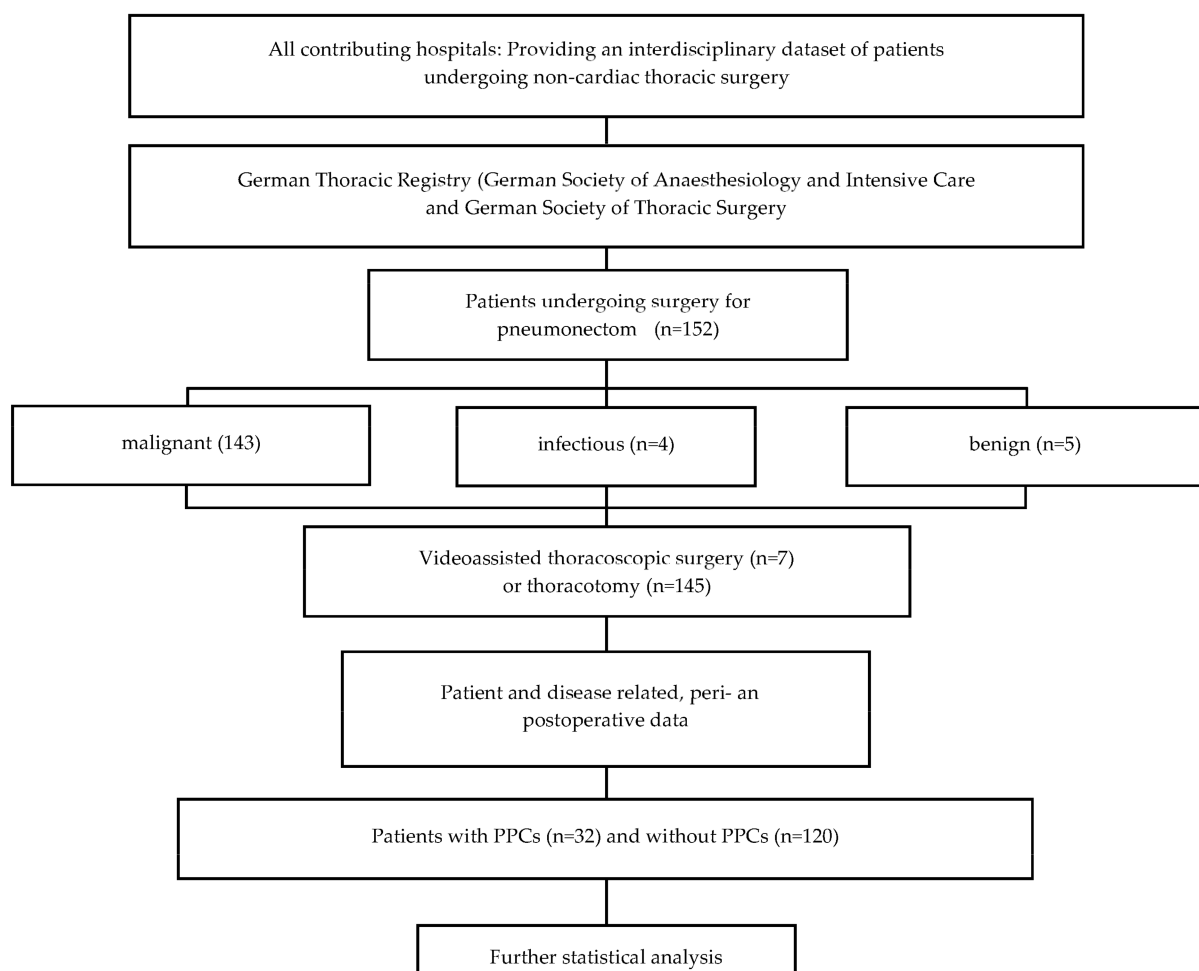 All contributing hospitals: Providing an interdisciplinary dataset of patients
undergoing non-cardiac thoracic surgery
German Thoracic Registry (German Society of Anaesthesiology and Intensive Care
and German Society of Thoracic Surgery
Patients undergoing surgery for
pneumonectom (n=152)
malignant (143)
infectious (n=4)
benign (n=5)
Videoassisted thoracoscopic surgery (n=7)
or thoracotomy (n=145)
Patient and disease related, peri- an
postoperative data
Patients with PPCs (n=32) and without PPCs (n=120)
Further statistical analysis